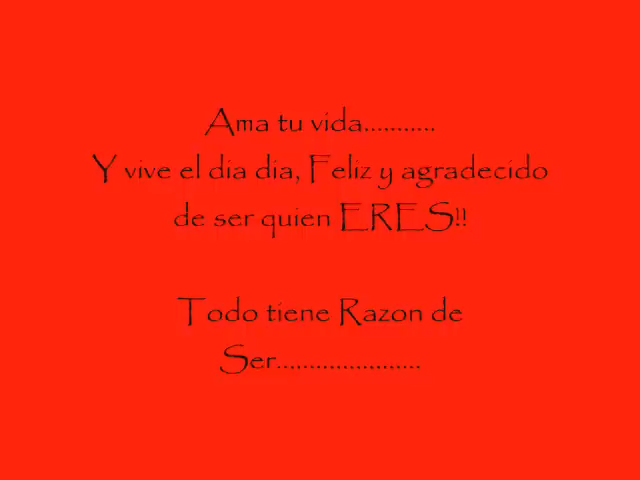 Ama tu vida...........
Y vive el dia dia, Feliz y agradecido
de ser quien ERES!!
Todo tiene Razon de
Ser......................